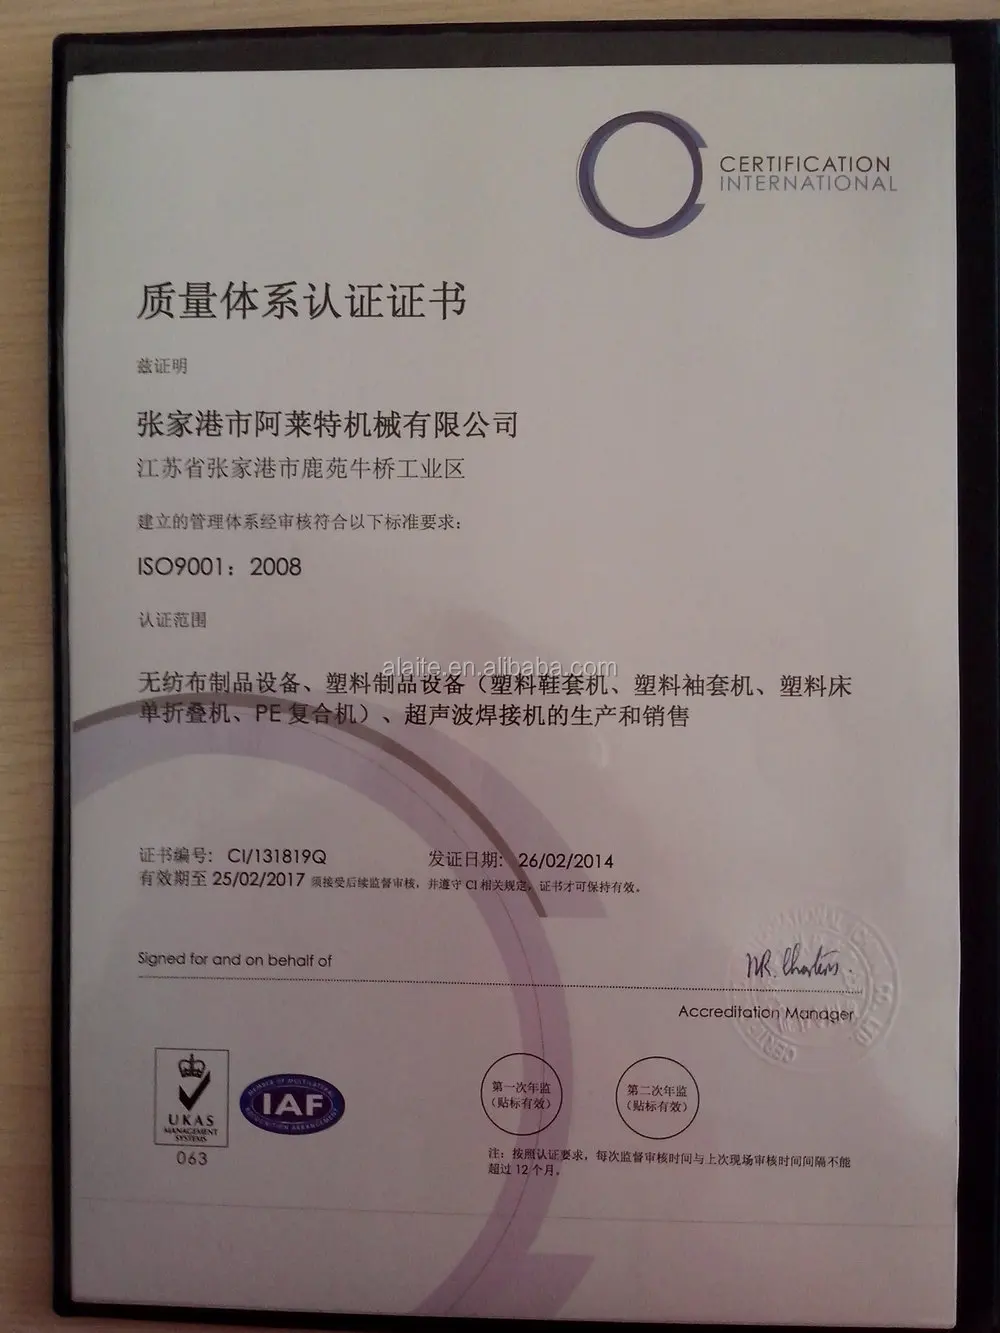 CERTIFICATION
INTERNATIONAL
质量体系认证证书
兹证明
张家港市阿莱特机械有限公司
江苏省张家港市鹿苑牛桥工业区
建立的管理体系经审核符合以下标准要求:
ISO9001：2008
认证范围
alaite.en.alibaba.com
无纺布制品设备、塑料制品设备（塑料鞋套机、塑料袖套机、塑料床
单折叠机、PE复合机）、超声波焊接机的生产和销售
证书编号: CI/131819Q 发证日期: 26/02/2014
有效期至 25/02/2017 须接受后续监督审核，并遵守CI相关规定，证书才可保持有效。
Signed for and on behalf of
Accreditation Manager
UKAS
MANAGEMENT
SYSTEMS
063
MEMBER OF MULTILATERAL
IAF
RECOGNITION ARRANGEMENT
第一次年监
(贴标有效)
第二次年监
(贴标有效)
注: 按照认证要求，每次监督审核时间与上次现场审核时间间隔不能
超过12个月。